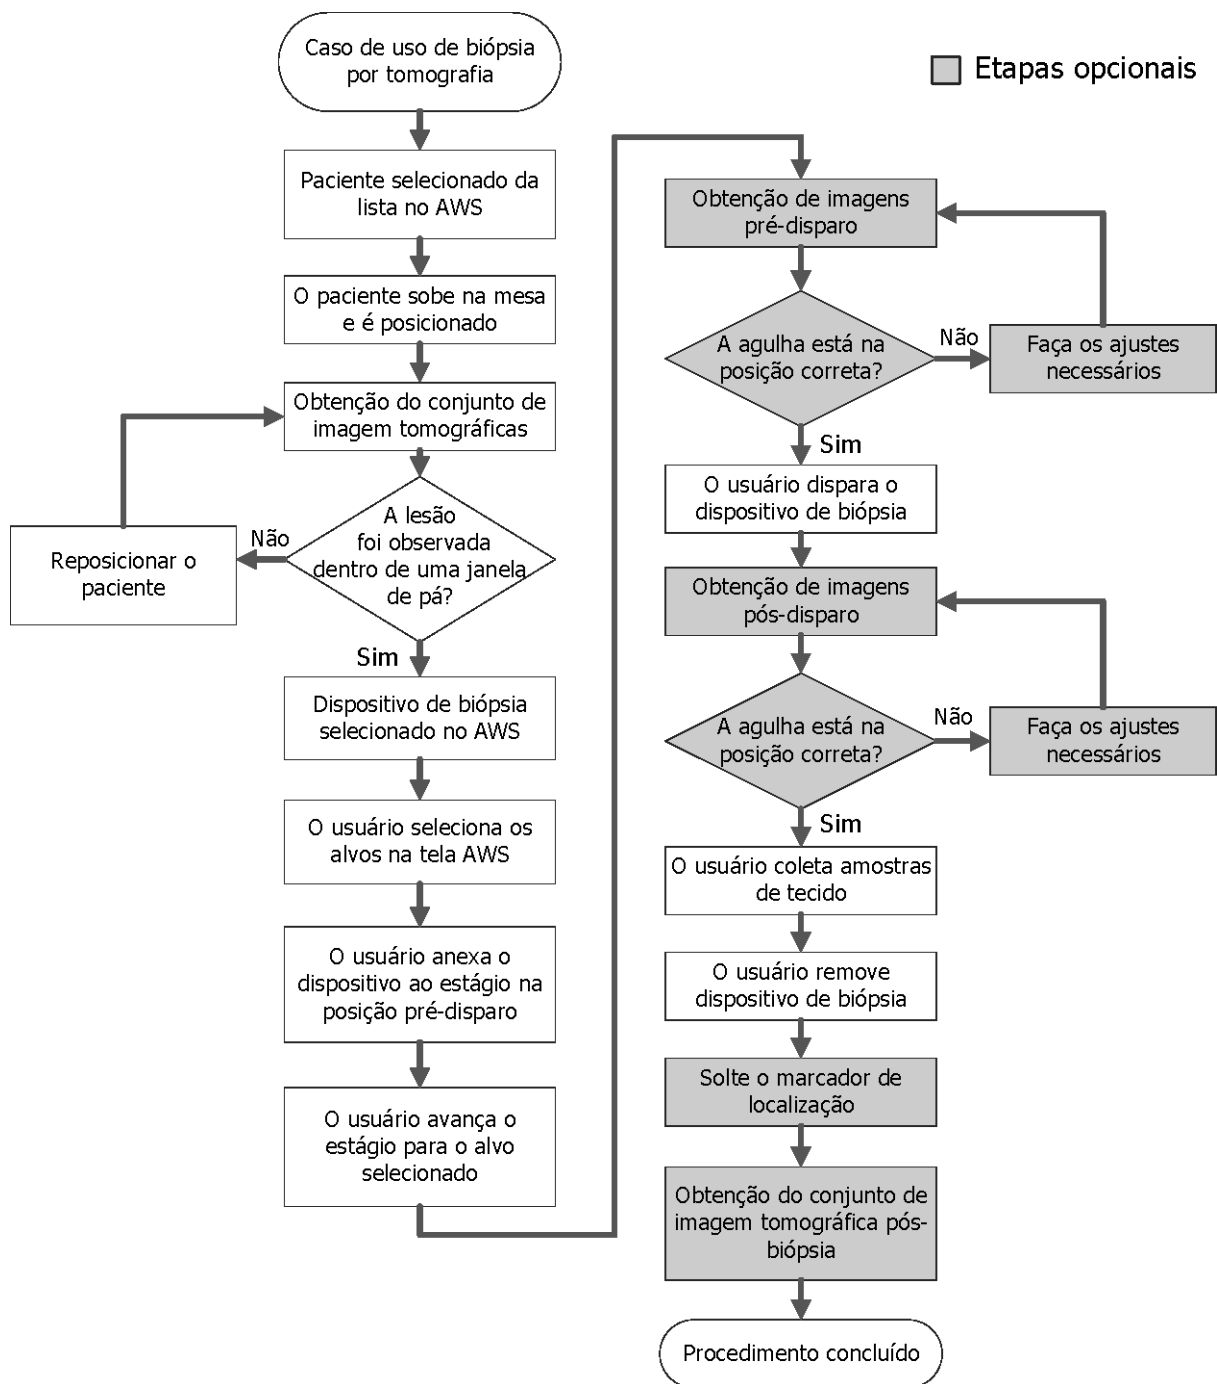 Caso de uso de biópsia
por tomografia
Etapas opcionais
Paciente selecionado da
lista no AWS
O paciente sobe na mesa
e é posicionado
Obtenção do conjunto de
imagem tomográficas
A lesão
foi observada
dentro de uma janela
de pá?
Não
Reposicionar o
paciente
Sim
Dispositivo de biópsia
selecionado no AWS
O usuário seleciona os
alvos na tela AWS
O usuário anexa o
dispositivo ao estágio na
posição pré-disparo
O usuário avança o
estágio para o alvo
selecionado
Obtenção de imagens
pré-disparo
A agulha está na
posição correta?
Não
Faça os ajustes
necessários
Sim
O usuário dispara o
dispositivo de biópsia
Obtenção de imagens
pós-disparo
A agulha está na
posição correta?
Não
Faça os ajustes
necessários
Sim
O usuário coleta amostras
de tecido
O usuário remove
dispositivo de biópsia
Solte o marcador de
localização
Obtenção do conjunto de
imagem tomográfica pós-
biópsia
Procedimento concluído